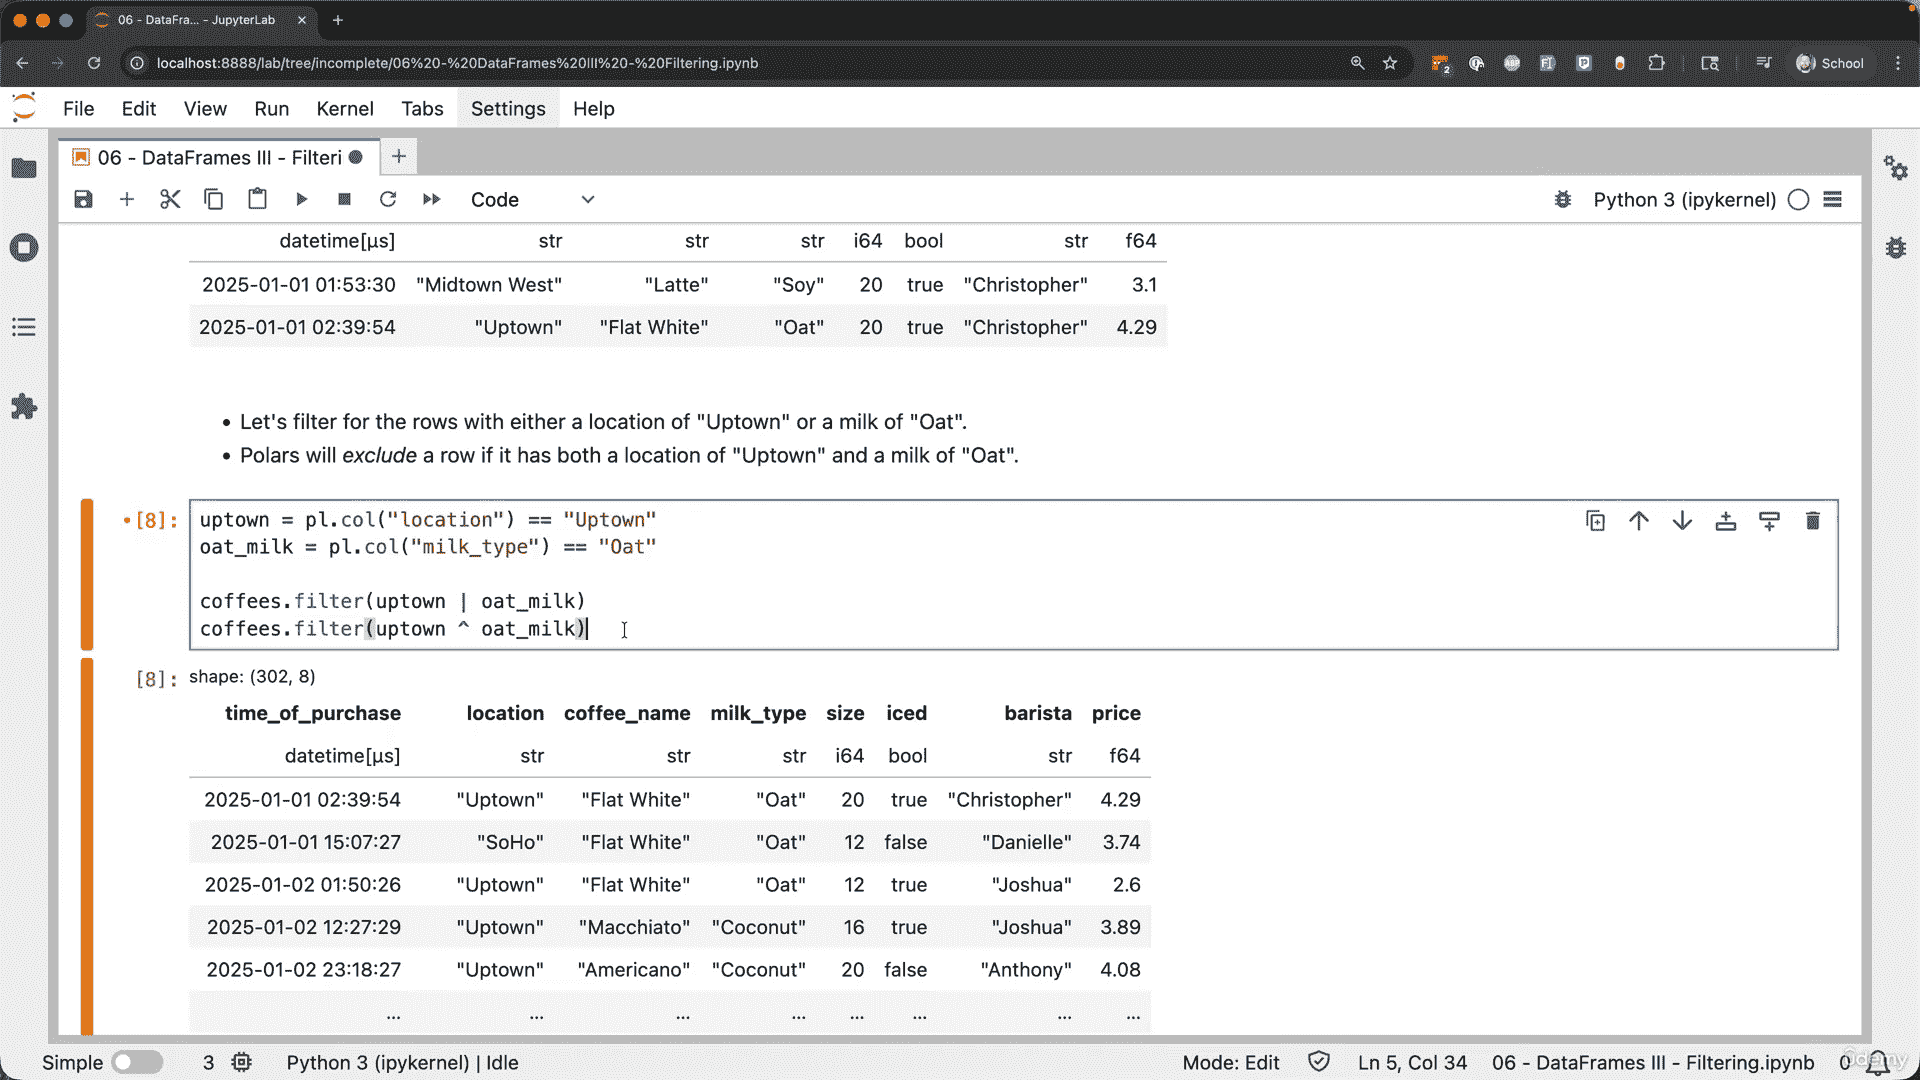 06 - DataFra... - JupyterLab
localhost:8888/lab/tree/incomplete/06%20-%20DataFrames%20III%20-%20Filtering.ipynb
2
ABP
School
File Edit View Run Kernel Tabs Settings Help
06 - DataFrames III - Filteri
Code
Python 3 (ipykernel)
datetime[μs] str str str i64 bool str f64
2025-01-01 01:53:30 "Midtown West" "Latte" "Soy" 20 true "Christopher" 3.1
2025-01-01 02:39:54 "Uptown" "Flat White" "Oat" 20 true "Christopher" 4.29
• Let's filter for the rows with either a location of "Uptown" or a milk of "Oat".
• Polars will exclude a row if it has both a location of "Uptown" and a milk of "Oat".
[8]: uptown = pl.col("location") == "Uptown"
oat_milk = pl.col("milk_type") == "Oat"
coffees.filter(uptown | oat_milk)
coffees.filter(uptown ^ oat_milk)
[8]: shape: (302, 8)
time_of_purchase location coffee_name milk_type size iced barista price
datetime[μs] str str str i64 bool str f64
2025-01-01 02:39:54 "Uptown" "Flat White" "Oat" 20 true "Christopher" 4.29
2025-01-01 15:07:27 "SoHo" "Flat White" "Oat" 12 false "Danielle" 3.74
2025-01-02 01:50:26 "Uptown" "Flat White" "Oat" 12 true "Joshua" 2.6
2025-01-02 12:27:29 "Uptown" "Macchiato" "Coconut" 16 true "Joshua" 3.89
2025-01-02 23:18:27 "Uptown" "Americano" "Coconut" 20 false "Anthony" 4.08
... ... ... ... ... ... ... ...
Simple 3 Python 3 (ipykernel) | Idle Mode: Edit Ln 5, Col 34 06 - DataFrames III - Filtering.ipynb 0
udemy